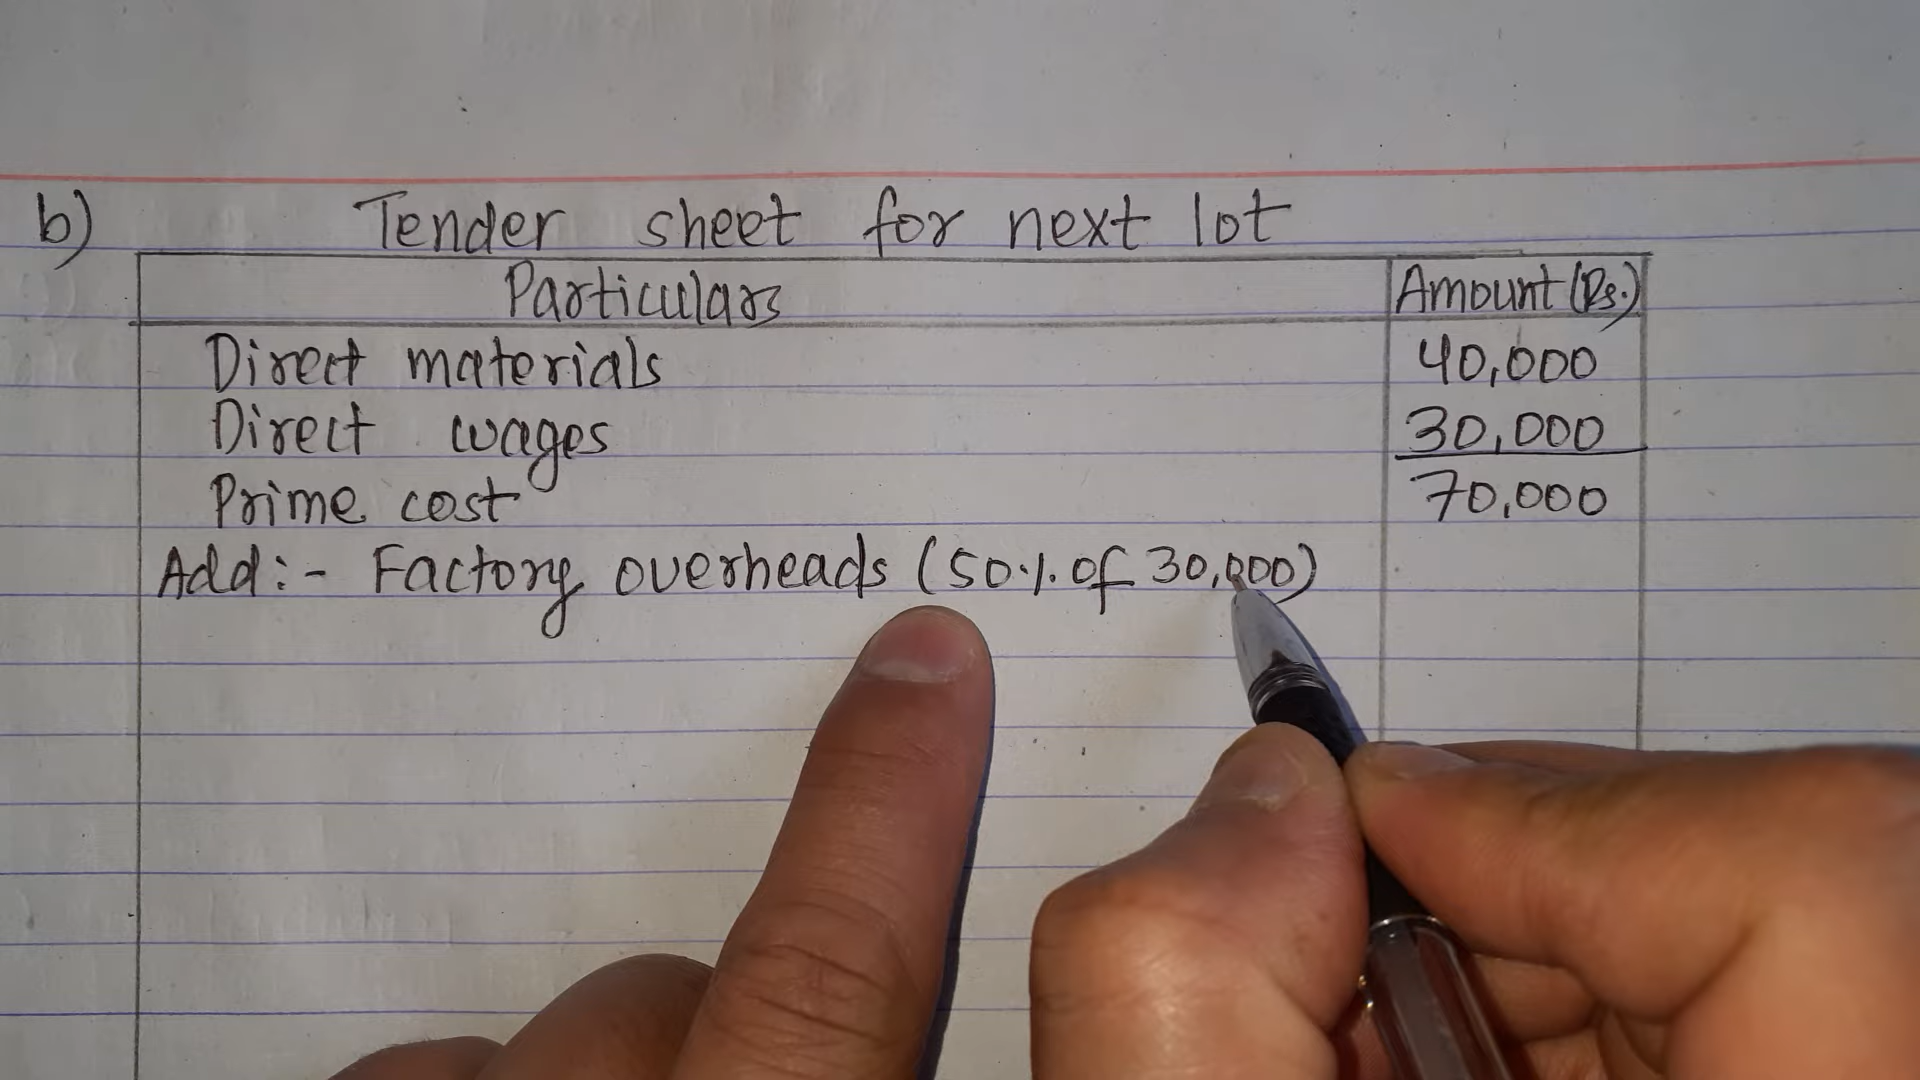 b) Tender sheet for next lot
Particulars Amount (Rs.)
Direct materials 40,000
Direct wages 30,000
Prime cost 70,000
Add:- Factory overheads (50% of 30,000)